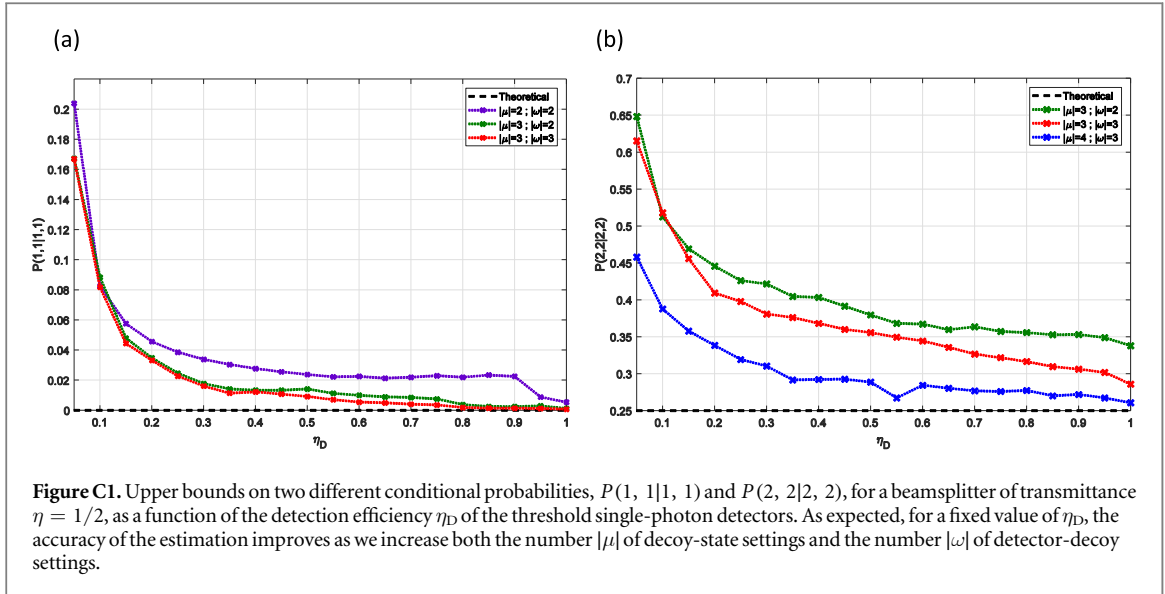 (a)
(b)
P(1,1|1,1)
0.2
0.18
0.16
0.14
0.12
0.1
0.08
0.06
0.04
0.02
0
Theoretical
|μ|=2 ; |ω|=2
|μ|=3 ; |ω|=2
|μ|=3 ; |ω|=3
0.1 0.2 0.3 0.4 0.5 0.6 0.7 0.8 0.9 1
η_D
P(2,2|2,2)
0.7
0.65
0.6
0.55
0.5
0.45
0.4
0.35
0.3
0.25
Theoretical
|μ|=3 ; |ω|=2
|μ|=3 ; |ω|=3
|μ|=4 ; |ω|=3
0.1 0.2 0.3 0.4 0.5 0.6 0.7 0.8 0.9 1
η_D
Figure C1. Upper bounds on two different conditional probabilities, P(1, 1|1, 1) and P(2, 2|2, 2), for a beamsplitter of transmittance
η = 1/2, as a function of the detection efficiency η_D of the threshold single-photon detectors. As expected, for a fixed value of η_D, the
accuracy of the estimation improves as we increase both the number |μ| of decoy-state settings and the number |ω| of detector-decoy
settings.